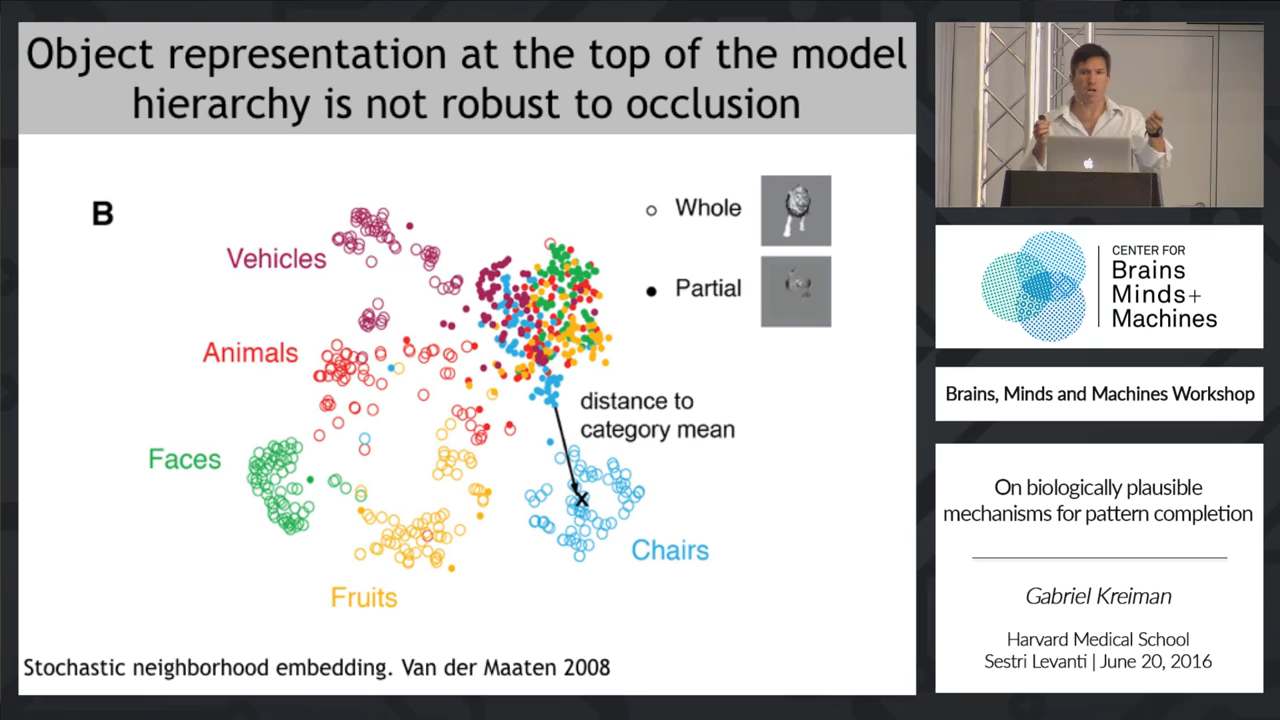 Object representation at the top of the model
hierarchy is not robust to occlusion
B
Whole
Partial
Vehicles
Animals
Faces
Fruits
Chairs
distance to
category mean
x
Stochastic neighborhood embedding. Van der Maaten 2008
CENTER FOR
Brains
Minds+
Machines
Brains, Minds and Machines Workshop
On biologically plausible
mechanisms for pattern completion
Gabriel Kreiman
Harvard Medical School
Sestri Levanti | June 20, 2016